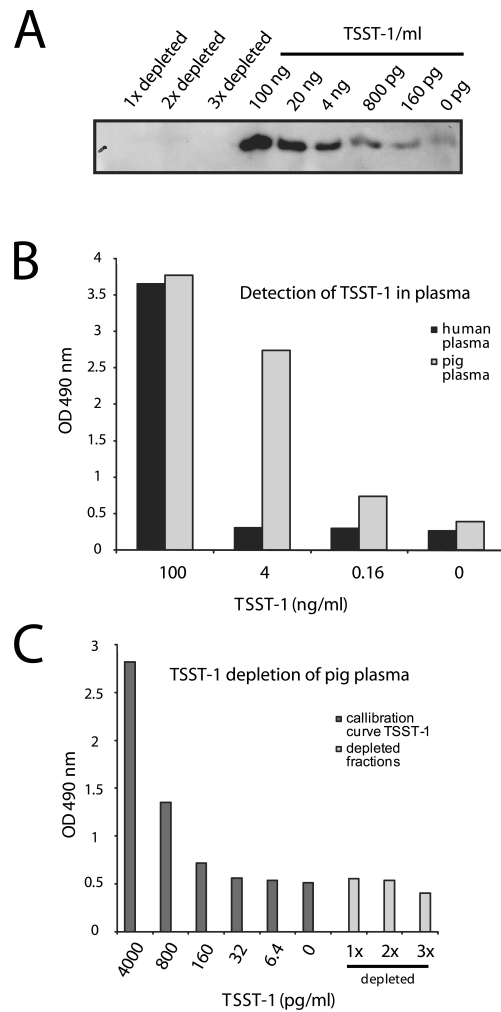 A
TSST-1/ml
1x depleted
2x depleted
3x depleted
100 ng
20 ng
4 ng
800 pg
160 pg
0 pg
B
4
3.5
3
2.5
2
1.5
1
0.5
0
OD 490 nm
Detection of TSST-1 in plasma
human
plasma
pig
plasma
100 4 0.16 0
TSST-1 (ng/ml)
C
3
2.5
2
1.5
1
0.5
0
OD 490 nm
TSST-1 depletion of pig plasma
callibration
curve TSST-1
depleted
fractions
4000 800 160 32 6.4 0 1x 2x 3x
depleted
TSST-1 (pg/ml)